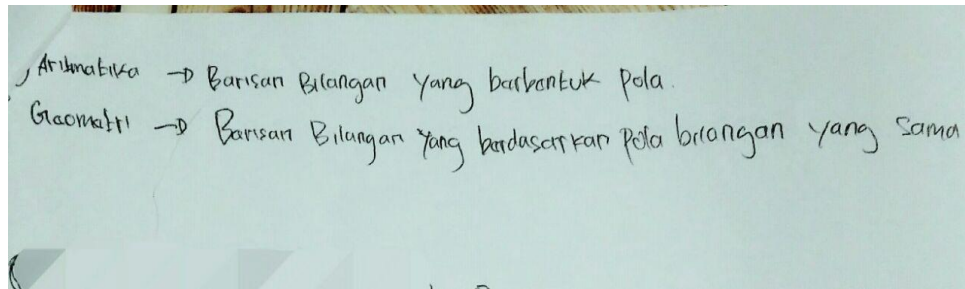 , Aritmatika → Barisan Bilangan yang berbentuk Pola.
Geometri → Barisan Bilangan yang berdasarkan Pola bilangan yang sama